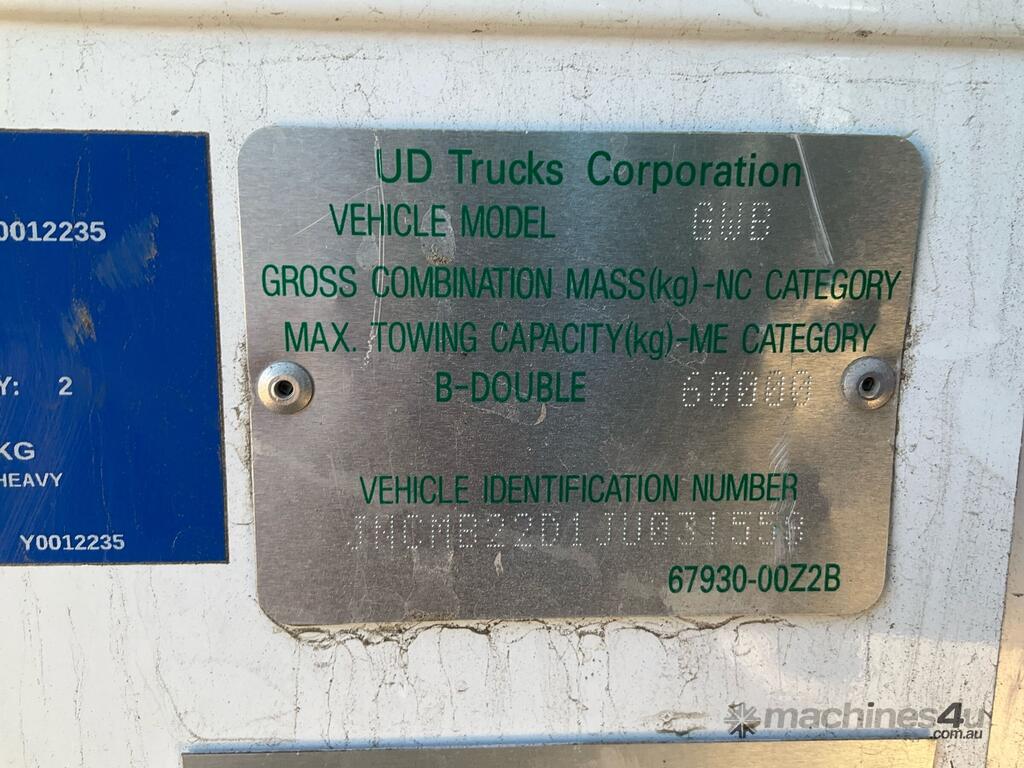 0012235
Y: 2
KG
HEAVY
Y0012235
UD Trucks Corporation
VEHICLE MODEL GWB
GROSS COMBINATION MASS(kg)-NC CATEGORY
MAX. TOWING CAPACITY(kg)-ME CATEGORY
B-DOUBLE 60000
VEHICLE IDENTIFICATION NUMBER
JNCMB22D1JU031550
67930-00Z2B
machines4u
.com.au